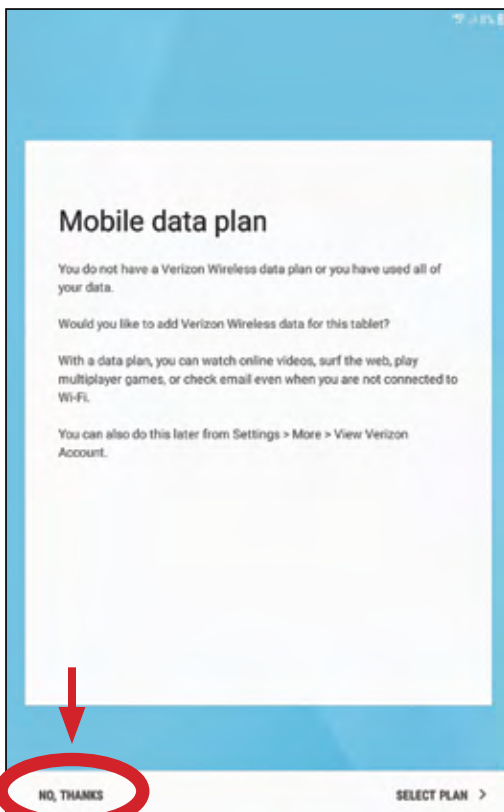 Mobile data plan
You do not have a Verizon Wireless data plan or you have used all of
your data.
Would you like to add Verizon Wireless data for this tablet?
With a data plan, you can watch online videos, surf the web, play
multiplayer games, or check email even when you are not connected to
Wi-Fi.
You can also do this later from Settings > More > View Verizon
Account.
NO, THANKS
SELECT PLAN >